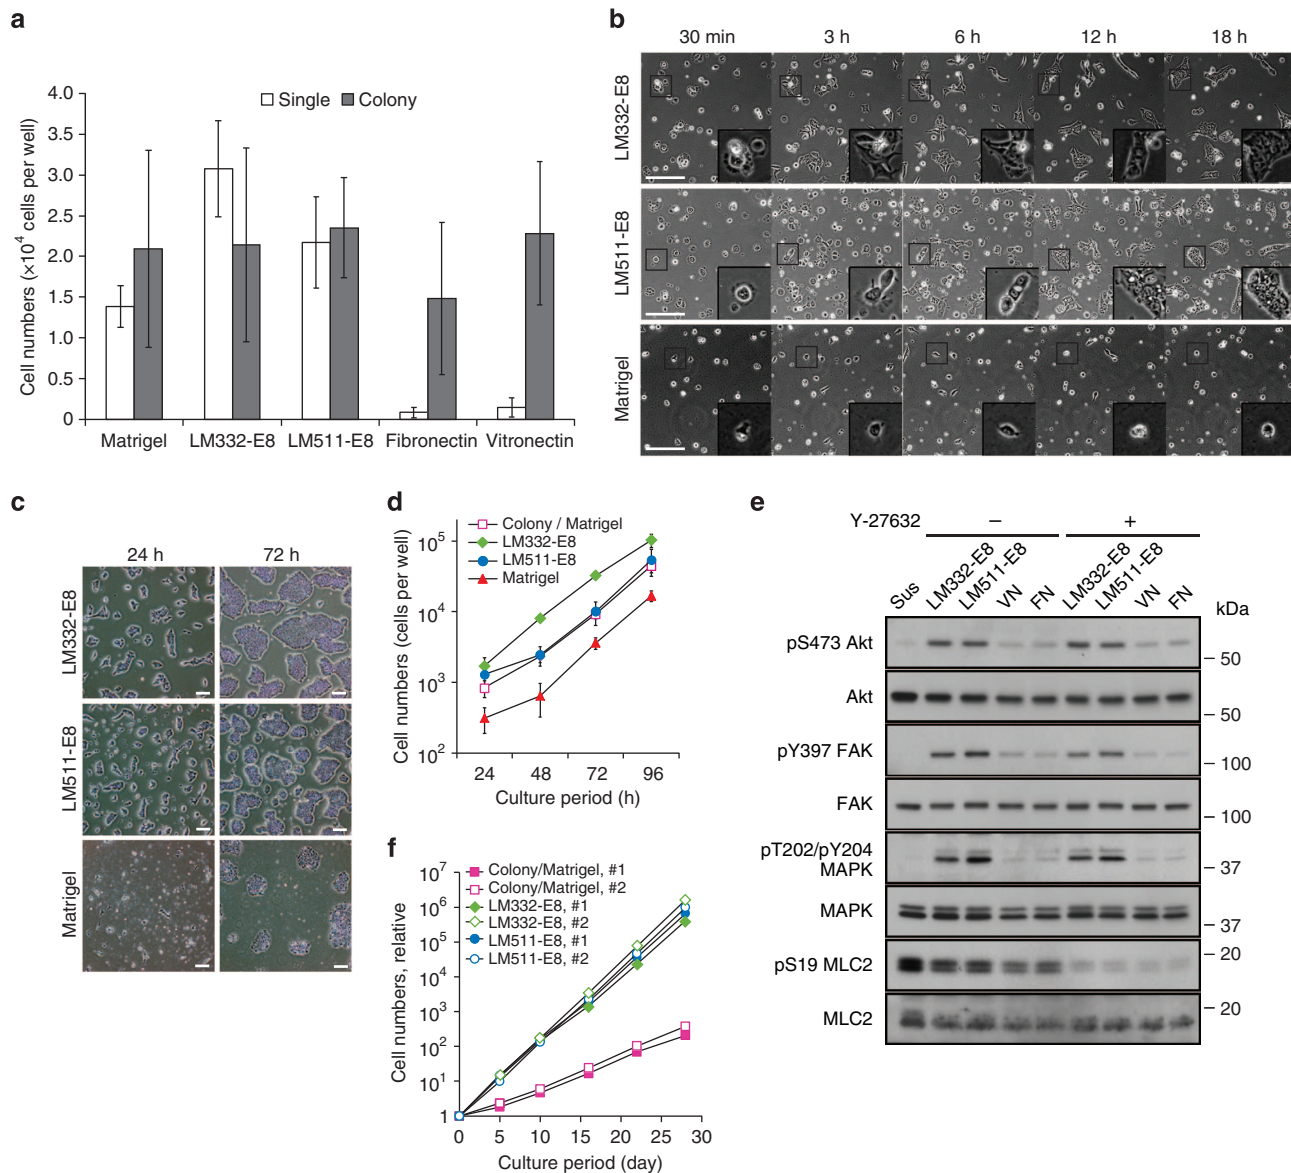 a
Cell numbers (×10⁴ cells per well)
4.0
3.5
3.0
2.5
2.0
1.5
1.0
0.5
0
Single
Colony
Matrigel
LM332-E8
LM511-E8
Fibronectin
Vitronectin
b
30 min
3 h
6 h
12 h
18 h
LM332-E8
LM511-E8
Matrigel
c
24 h
72 h
LM332-E8
LM511-E8
Matrigel
d
Colony / Matrigel
LM332-E8
LM511-E8
Matrigel
Cell numbers (cells per well)
10⁵
10⁴
10³
10²
24
48
72
96
Culture period (h)
e
Y-27632
–
+
Sus
LM332-E8
LM511-E8
VN
FN
LM332-E8
LM511-E8
VN
FN
kDa
pS473 Akt
50
Akt
50
pY397 FAK
100
FAK
100
pT202/pY204
MAPK
37
MAPK
37
pS19 MLC2
20
MLC2
20
f
Colony/Matrigel, #1
Colony/Matrigel, #2
LM332-E8, #1
LM332-E8, #2
LM511-E8, #1
LM511-E8, #2
Cell numbers, relative
10⁷
10⁶
10⁵
10⁴
10³
10²
10¹
1
0
5
10
15
20
25
30
Culture period (day)